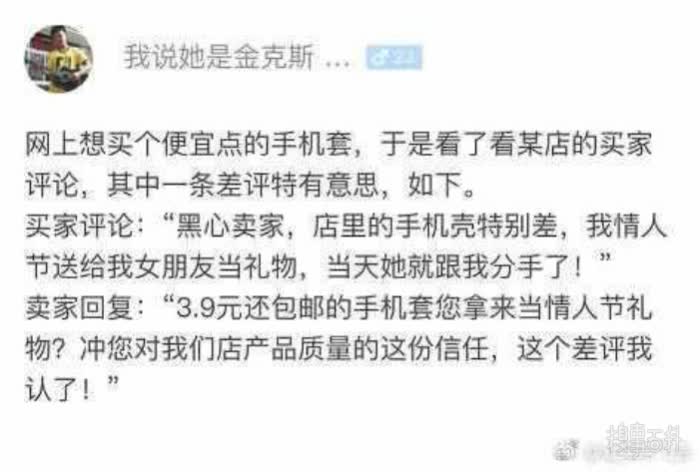 我说她是金克斯 ...
网上想买个便宜点的手机套，于是看了看某店的买家
评论，其中一条差评特有意思，如下。
买家评论：“黑心卖家，店里的手机壳特别差，我情人
节送给我女朋友当礼物，当天她就跟我分手了！”
卖家回复：“3.9元还包邮的手机套您拿来当情人节礼
物？冲您对我们店产品质量的这份信任，这个差评我
认了！”